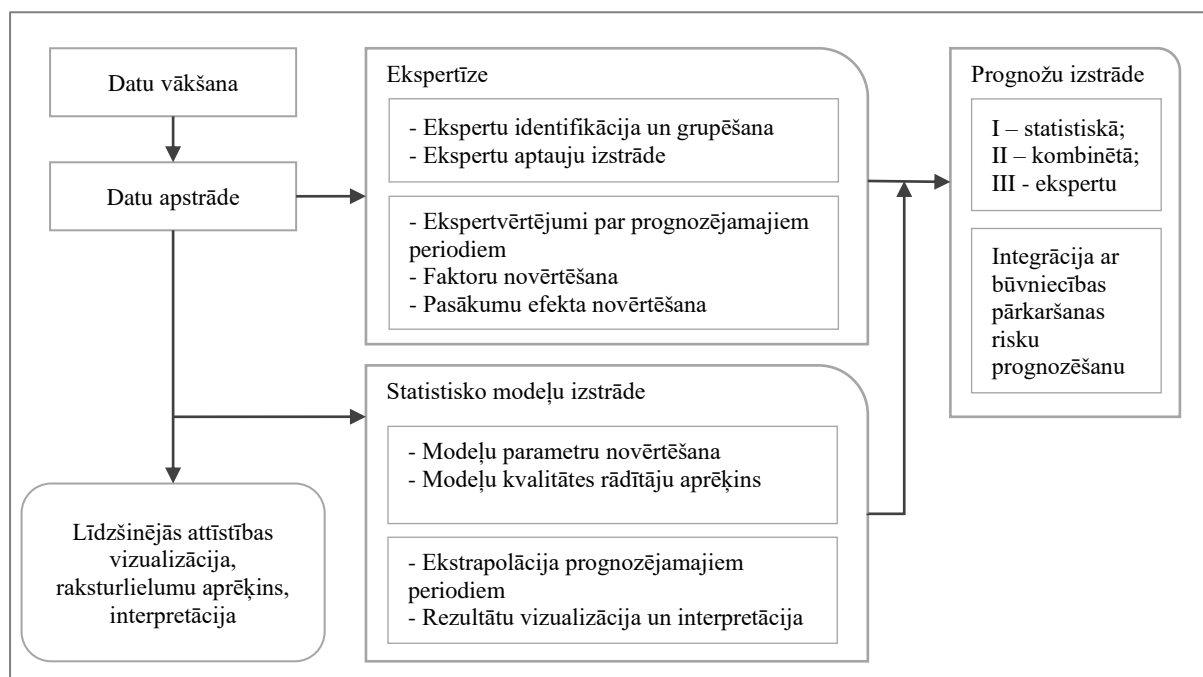 Datu vākšana
Datu apstrāde
Līdzšinējās attīstības
vizualizācija,
raksturlielumu aprēķins,
interpretācija
Ekspertīze
- Ekspertu identifikācija un grupēšana
- Ekspertu aptauju izstrāde
- Ekspertvērtējumi par prognozējamajiem
periodiem
- Faktoru novērtēšana
- Pasākumu efekta novērtēšana
Statistisko modeļu izstrāde
- Modeļu parametru novērtēšana
- Modeļu kvalitātes rādītāju aprēķins
- Ekstrapolācija prognozējamajiem
periodiem
- Rezultātu vizualizācija un interpretācija
Prognožu izstrāde
I – statistiskā;
II – kombinētā;
III - ekspertu
Integrācija ar
būvniecības
pārkaršanas
risku
prognozēšanu